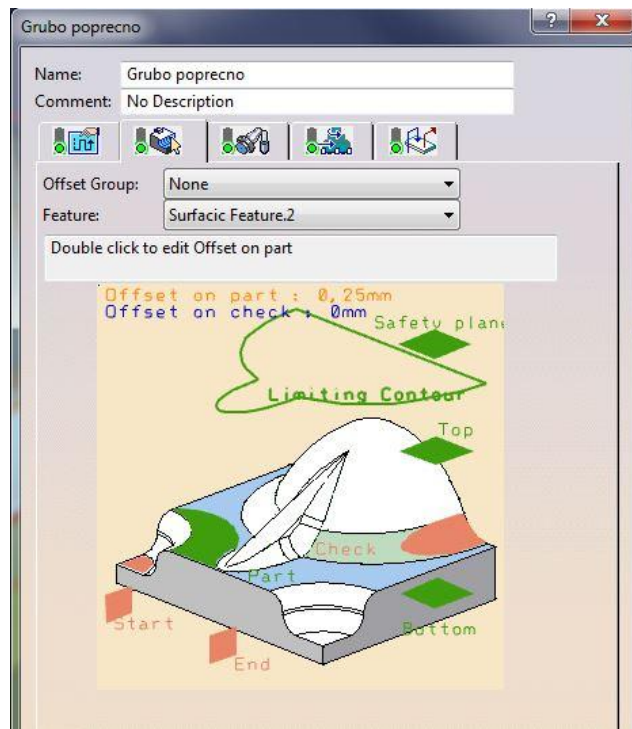 Grubo poprecno
Name: Grubo poprecno
Comment: No Description
Offset Group: None
Feature: Surfacic Feature.2
Double click to edit Offset on part
Offset on part : 0,25mm
Offset on check : 0mm
Safety plane
Limiting Contour
Top
Check
Part
Start
Bottom
End